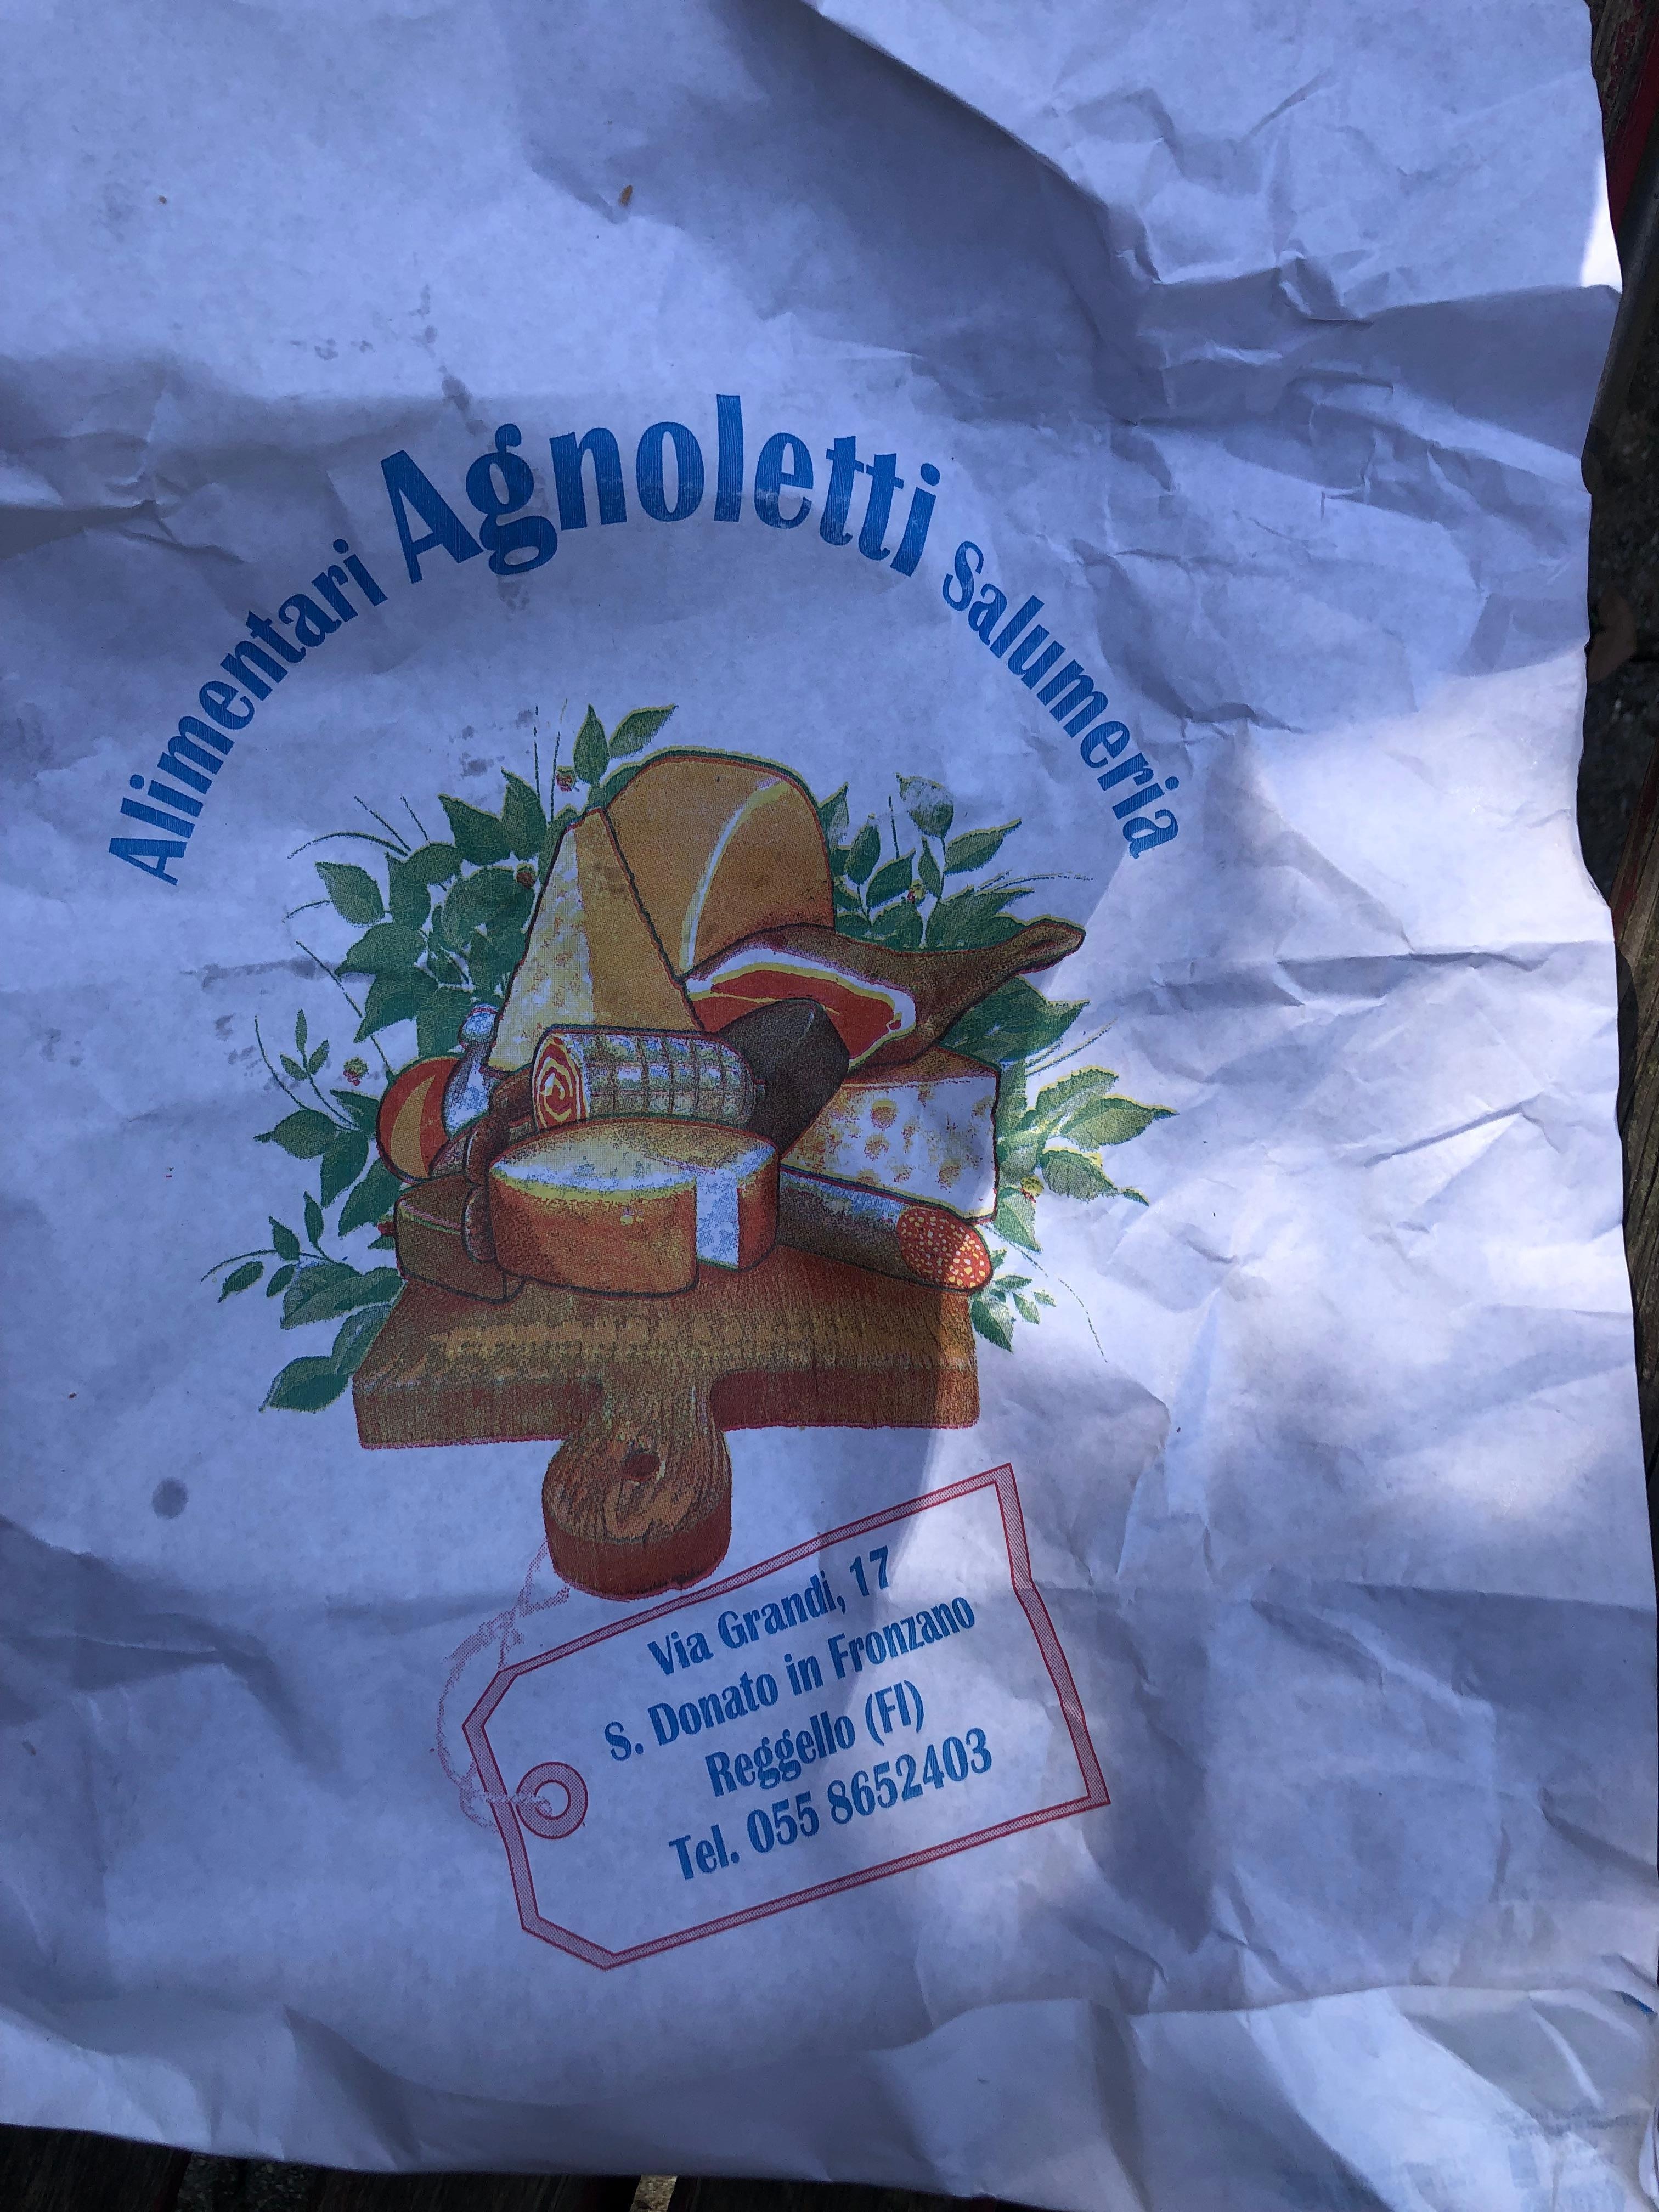 Alimentari Agnoletti Salumeria
Via Grandi, 17
S. Donato in Fronzano
Reggello (FI)
Tel. 055 8652403